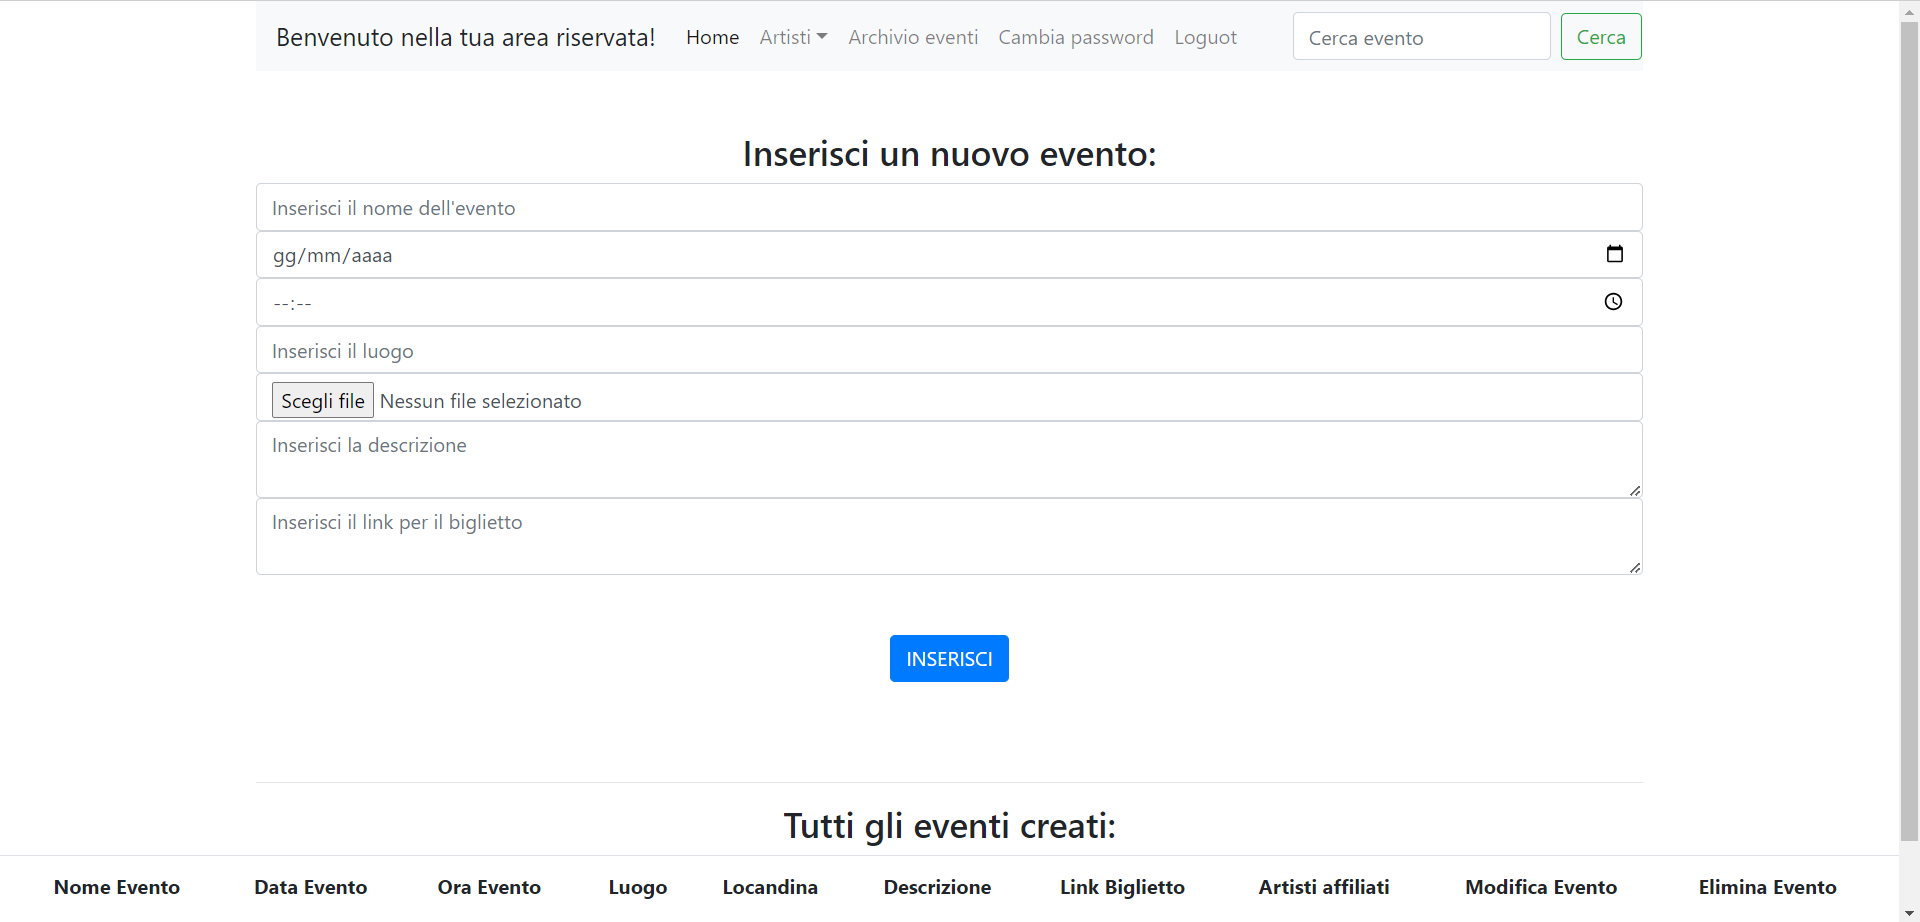 Benvenuto nella tua area riservata! Home Artisti Archivio eventi Cambia password Loguot Cerca evento Cerca
Inserisci un nuovo evento:
Inserisci il nome dell'evento
gg/mm/aaaa
--:--
Inserisci il luogo
Scegli file Nessun file selezionato
Inserisci la descrizione
Inserisci il link per il biglietto
INSERISCI
Tutti gli eventi creati:
Nome Evento Data Evento Ora Evento Luogo Locandina Descrizione Link Biglietto Artisti affiliati Modifica Evento Elimina Evento